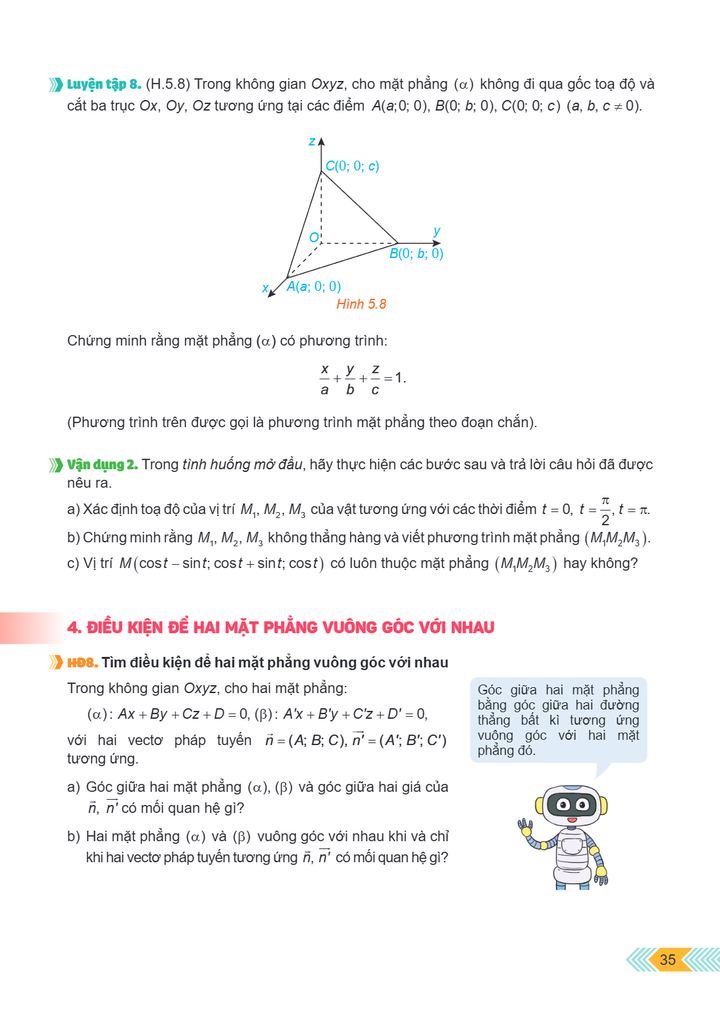 Luyện tập 8. (H.5.8) Trong không gian Oxyz, cho mặt phẳng (α) không đi qua gốc toạ độ và
cắt ba trục Ox, Oy, Oz tương ứng tại các điểm A(a;0; 0), B(0; b; 0), C(0; 0; c) (a, b, c ≠ 0).
z
C(0; 0; c)
O
y
B(0; b; 0)
x
A(a; 0; 0)
Hình 5.8
Chứng minh rằng mặt phẳng (α) có phương trình:
x/a + y/b + z/c = 1.
(Phương trình trên được gọi là phương trình mặt phẳng theo đoạn chắn).
Vận dụng 2. Trong tình huống mở đầu, hãy thực hiện các bước sau và trả lời câu hỏi đã được
nêu ra.
a) Xác định toạ độ của vị trí M₁, M₂, M₃ của vật tương ứng với các thời điểm t = 0, t = π/2, t = π.
b) Chứng minh rằng M₁, M₂, M₃ không thẳng hàng và viết phương trình mặt phẳng (M₁M₂M₃).
c) Vị trí M(cos t – sin t; cos t + sin t; cos t) có luôn thuộc mặt phẳng (M₁M₂M₃) hay không?
4. ĐIỀU KIỆN ĐỂ HAI MẶT PHẲNG VUÔNG GÓC VỚI NHAU
HĐ8. Tìm điều kiện để hai mặt phẳng vuông góc với nhau
Trong không gian Oxyz, cho hai mặt phẳng:
(α): Ax + By + Cz + D = 0, (β): A'x + B'y + C'z + D' = 0,
với hai vectơ pháp tuyến n⃗ = (A; B; C), n⃗' = (A'; B'; C')
tương ứng.
a) Góc giữa hai mặt phẳng (α), (β) và góc giữa hai giá của
n⃗, n⃗' có mối quan hệ gì?
b) Hai mặt phẳng (α) và (β) vuông góc với nhau khi và chỉ
khi hai vectơ pháp tuyến tương ứng n⃗, n⃗' có mối quan hệ gì?
Góc giữa hai mặt phẳng
bằng góc giữa hai đường
thẳng bất kì tương ứng
vuông góc với hai mặt
phẳng đó.
35